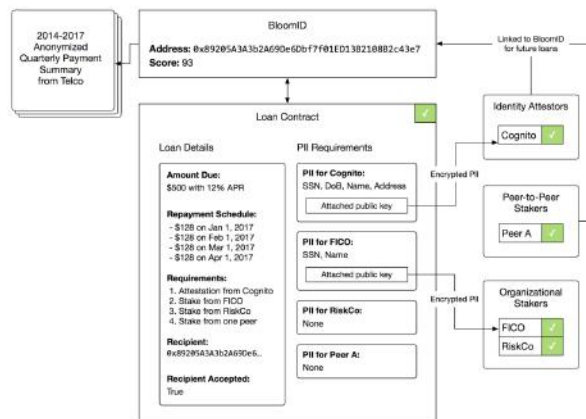 2014-2017
Anonymized
Quarterly Payment
Summary
from Telco
BloomID
Address: 0x89205A3A3b2A69De6Dbf7f01ED13B2108B2c43e7
Score: 93
Linked to BloomID
for future loans
Loan Contract
Loan Details
Amount Due:
$500 with 12% APR
Repayment Schedule:
- $128 on Jan 1, 2017
- $128 on Feb 1, 2017
- $128 on Mar 1, 2017
- $128 on Apr 1, 2017
Requirements:
1. Attestation from Cognito
2. Stake from FICO
3. Stake from RiskCo
4. Stake from one peer
Recipient:
0x89205A3A3b2A69De6..
Recipient Accepted:
True
PII Requirements
PII for Cognito:
SSN, DoB, Name, Address
Attached public key
PII for FICO:
SSN, Name
Attached public key
PII for RiskCo:
None
PII for Peer A:
None
Encrypted PII
Encrypted PII
Identity Attestors
Cognito
Peer-to-Peer
Stakers
Peer A
Organizational
Stakers
FICO
RiskCo